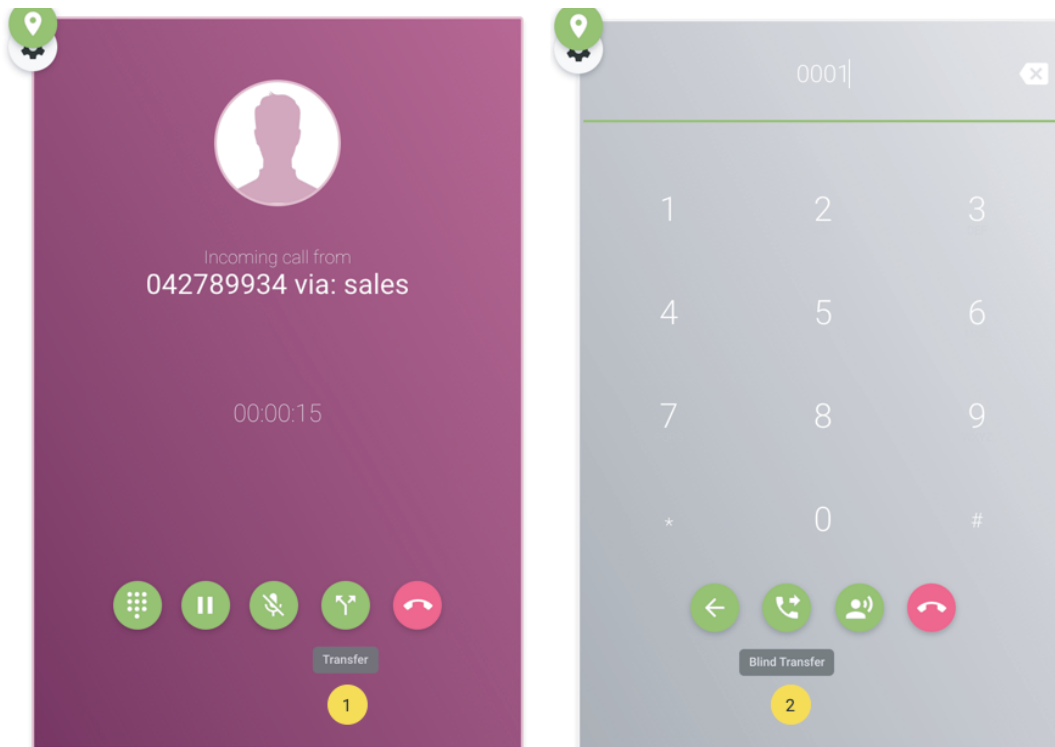 Incoming call from
042789934 via: sales
00:00:15
Transfer
1
0001
1 2 3
4 5 6
7 8 9
* 0 #
Blind Transfer
2